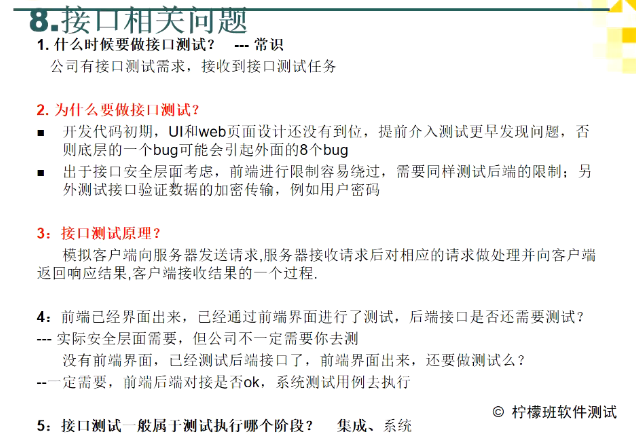 8.接口相关问题
1. 什么时候要做接口测试？ --- 常识
公司有接口测试需求，接收到接口测试任务
2. 为什么要做接口测试？
■ 开发代码初期，UI和web页面设计还没有到位，提前介入测试更早发现问题，否
则底层的一个bug可能会引起外面的8个bug
■ 出于接口安全层面考虑，前端进行限制容易绕过，需要同样测试后端的限制；另
外测试接口验证数据的加密传输，例如用户密码
3：接口测试原理？
模拟客户端向服务器发送请求,服务器接收请求后对相应的请求做处理并向客户端
返回响应结果,客户端接收结果的一个过程.
4：前端已经界面出来，已经通过前端界面进行了测试，后端接口是否还需要测试？
--- 实际安全层面需要，但公司不一定需要你去测
没有前端界面，已经测试后端接口了，前端界面出来，还要做测试么？
--一定需要，前端后端对接是否ok，系统测试用例去执行
5：接口测试一般属于测试执行哪个阶段？ 集成、系统
© 柠檬班软件测试